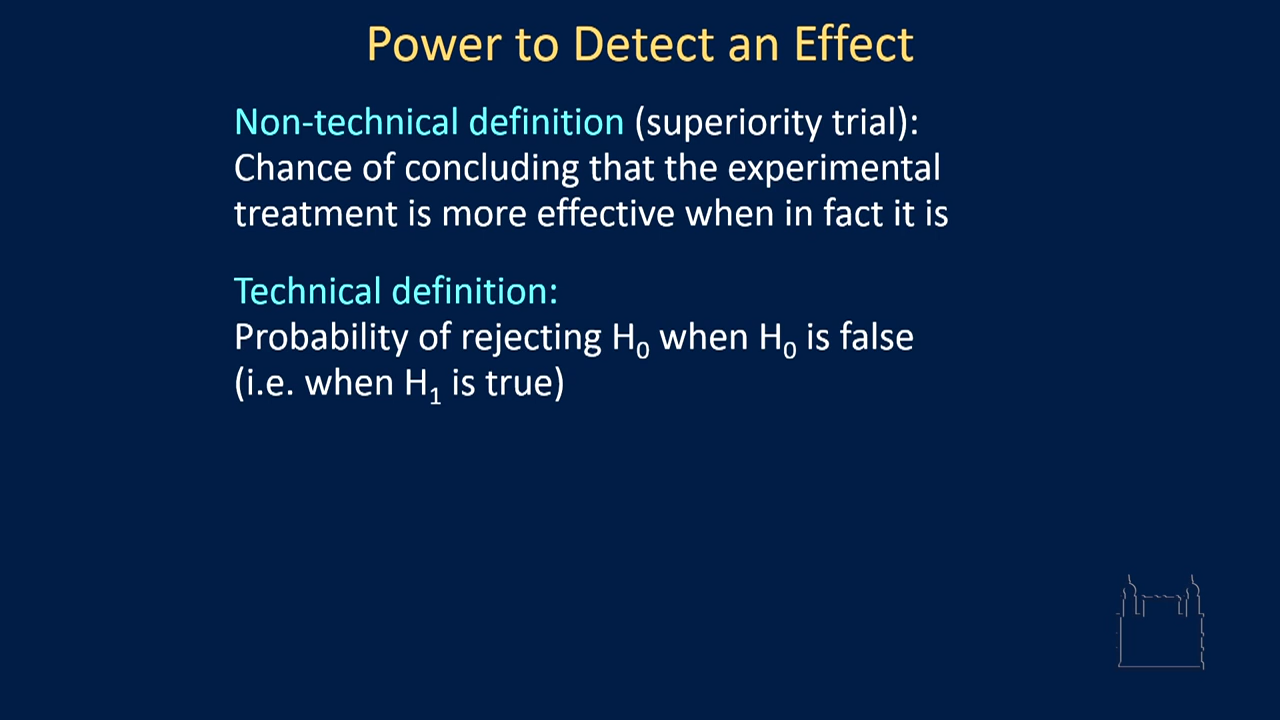 Power to Detect an Effect
Non-technical definition (superiority trial):
Chance of concluding that the experimental
treatment is more effective when in fact it is
Technical definition:
Probability of rejecting H₀ when H₀ is false
(i.e. when H₁ is true)